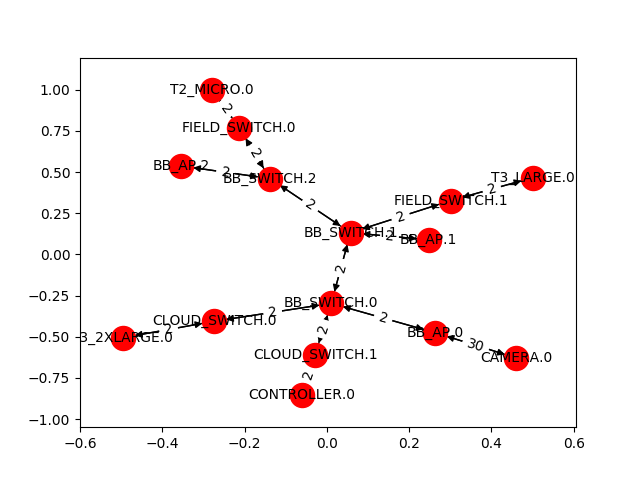 1.00
0.75
0.50
0.25
0.00
−0.25
−0.50
−0.75
−1.00
T2_MICRO.0
2
FIELD_SWITCH.0
2
BB_AP.2
2
BB_SWITCH.2
T3_LARGE.0
2
FIELD_SWITCH.1
2
2
BB_SWITCH.1
2
BB_AP.1
2
BB_SWITCH.0
2
CLOUD_SWITCH.0
2
2
3_2XLARGE.0
2
BB_AP.0
30
CAMERA.0
CLOUD_SWITCH.1
2
CONTROLLER.0
−0.6
−0.4
−0.2
0.0
0.2
0.4
0.6